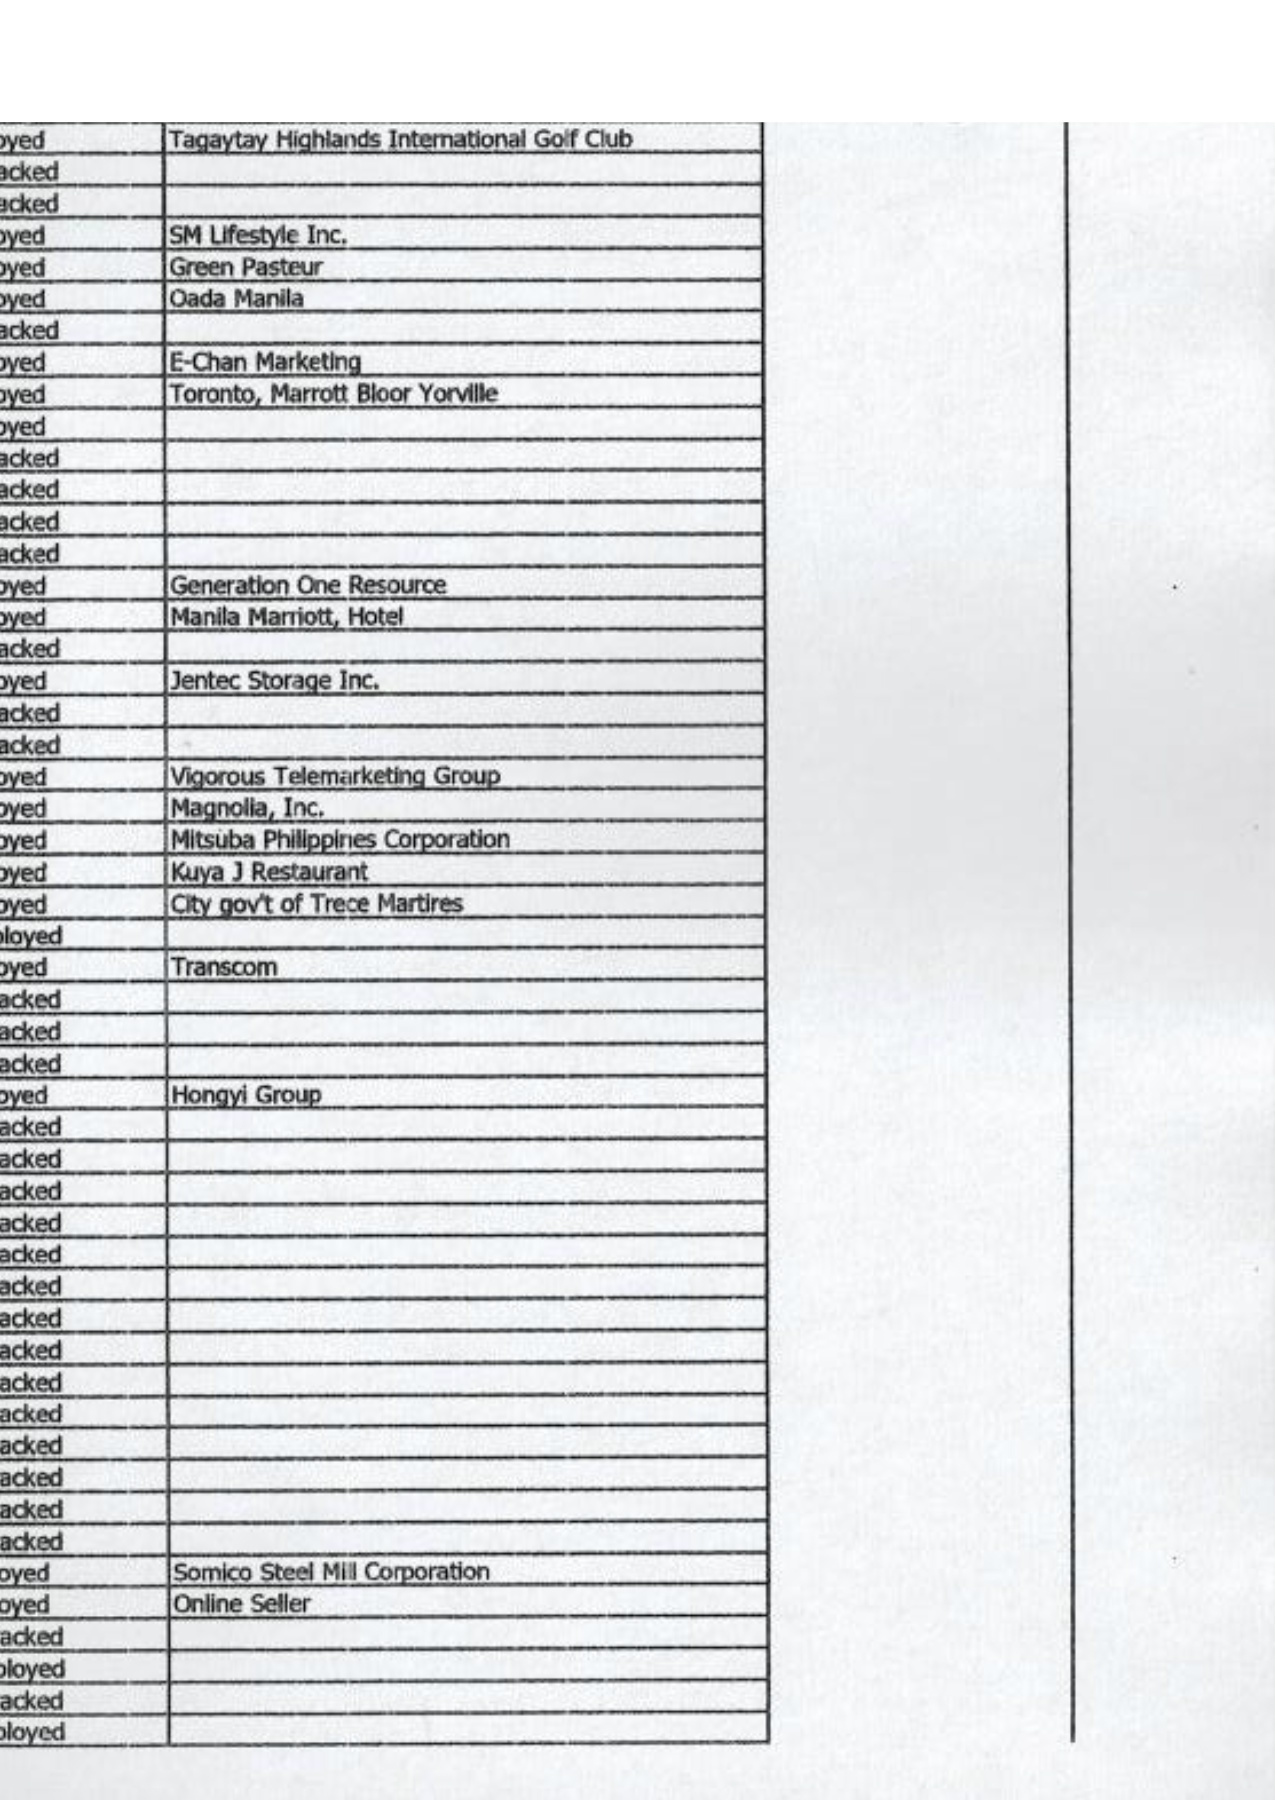 oyed Tagaytay Highlands International Golf Club
acked
acked
oyed SM Lifestyle Inc.
oyed Green Pasteur
oyed Oada Manila
acked
oyed E-Chan Marketing
oyed Toronto, Marrott Bloor Yorville
oyed
acked
acked
acked
acked
oyed Generation One Resource
oyed Manila Marriott, Hotel
acked
oyed Jentec Storage Inc.
acked
acked
oyed Vigorous Telemarketing Group
oyed Magnolia, Inc.
oyed Mitsuba Philippines Corporation
oyed Kuya J Restaurant
oyed City gov't of Trece Martires
ployed
oyed Transcom
acked
acked
acked
oyed Hongyi Group
acked
acked
acked
acked
acked
acked
acked
acked
acked
acked
acked
acked
acked
acked
oyed Somico Steel Mill Corporation
oyed Online Seller
acked
ployed
acked
ployed